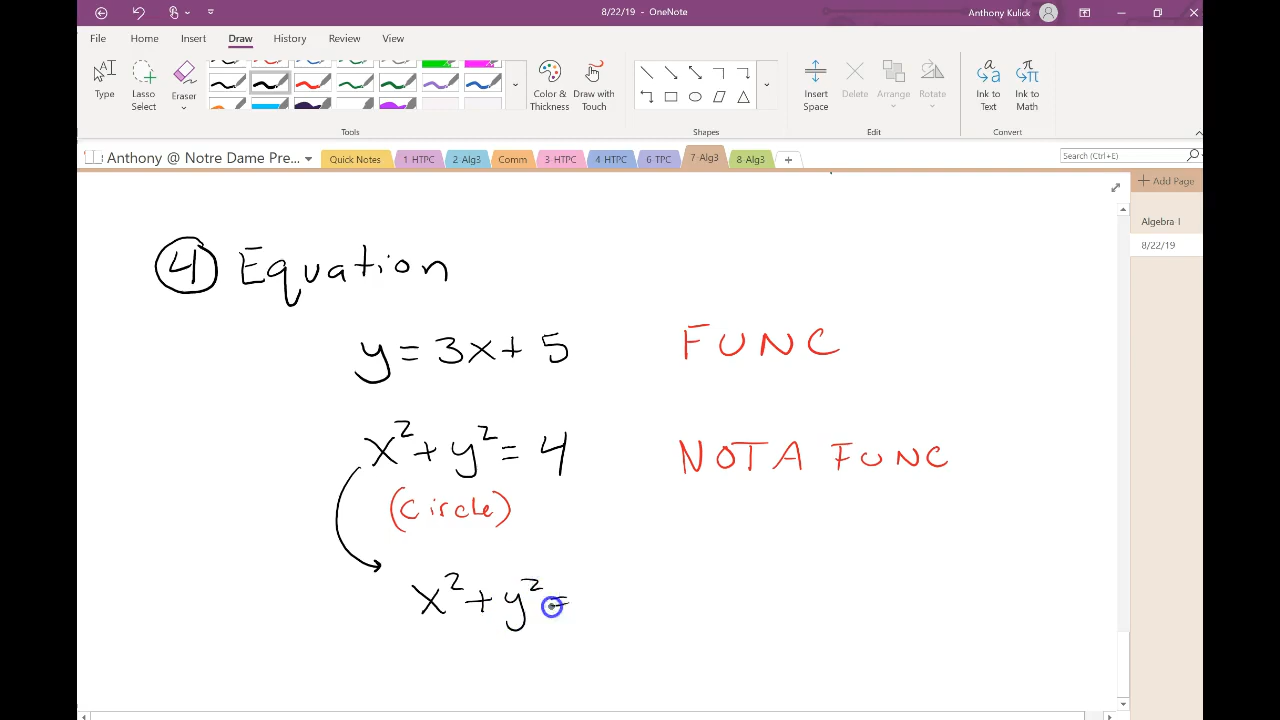 8/22/19 - OneNote
Anthony Kulick
File Home Insert Draw History Review View
Type
Lasso Select
Eraser
Color & Thickness
Draw with Touch
Insert Space
Delete
Arrange
Rotate
Ink to Text
Ink to Math
Tools Shapes Edit Convert
Anthony @ Notre Dame Pre... Quick Notes 1 HTPC 2 Alg3 Comm 3 HTPC 4 HTPC 6 TPC 7 Alg3 8 Alg3 +
Search (Ctrl+E)
+ Add Page
Algebra I
8/22/19
④ Equation
y = 3x + 5 FUNC
x² + y² = 4 NOT A FUNC
(Circle)
x² + y² =